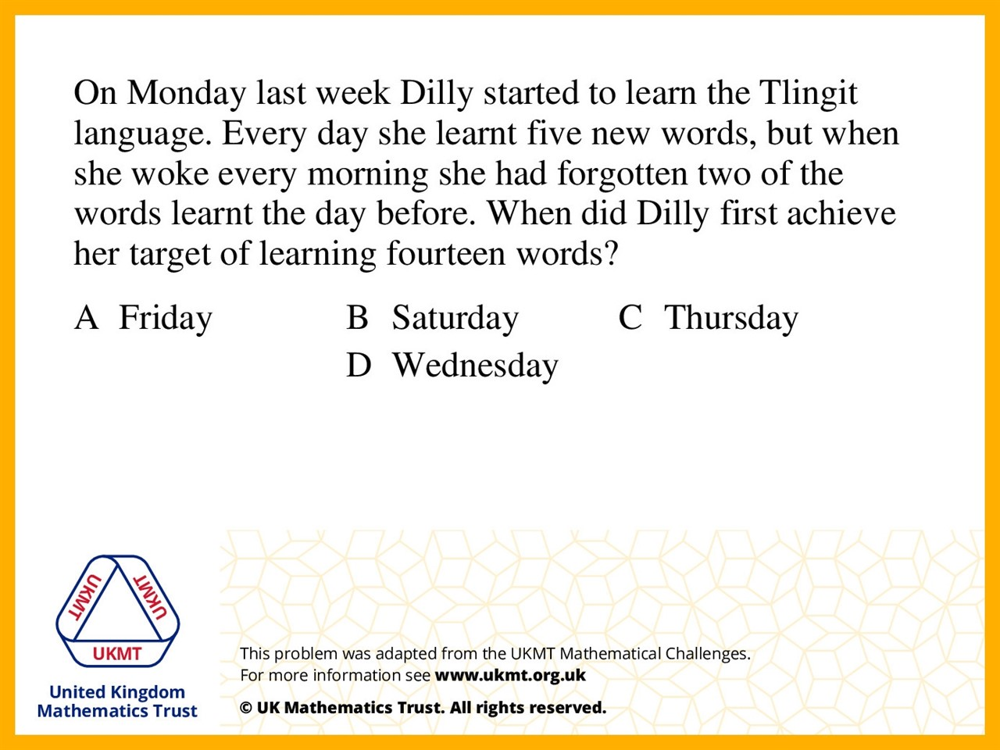 On Monday last week Dilly started to learn the Tlingit
language. Every day she learnt five new words, but when
she woke every morning she had forgotten two of the
words learnt the day before. When did Dilly first achieve
her target of learning fourteen words?
A Friday B Saturday C Thursday
D Wednesday
UKMT UKMT
UKMT
United Kingdom
Mathematics Trust
This problem was adapted from the UKMT Mathematical Challenges.
For more information see www.ukmt.org.uk
© UK Mathematics Trust. All rights reserved.